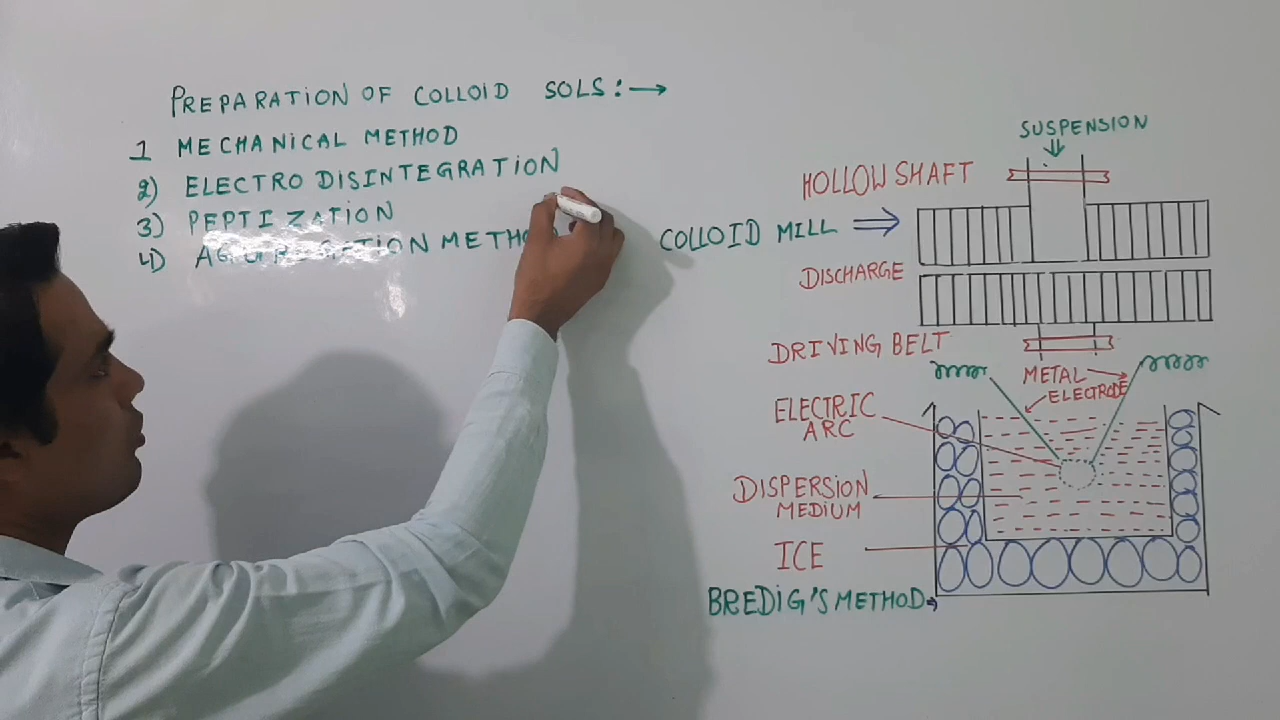 PREPARATION OF COLLOID SOLS :→
1 MECHANICAL METHOD
2) ELECTRO DISINTEGRATION
3) PEPTIZATION
4)
SUSPENSION
HOLLOW SHAFT
COLLOID MILL ⇒
DISCHARGE
DRIVING BELT
METAL
ELECTRODE
ELECTRIC
ARC
DISPERSION
MEDIUM
ICE
BREDIG'S METHOD→